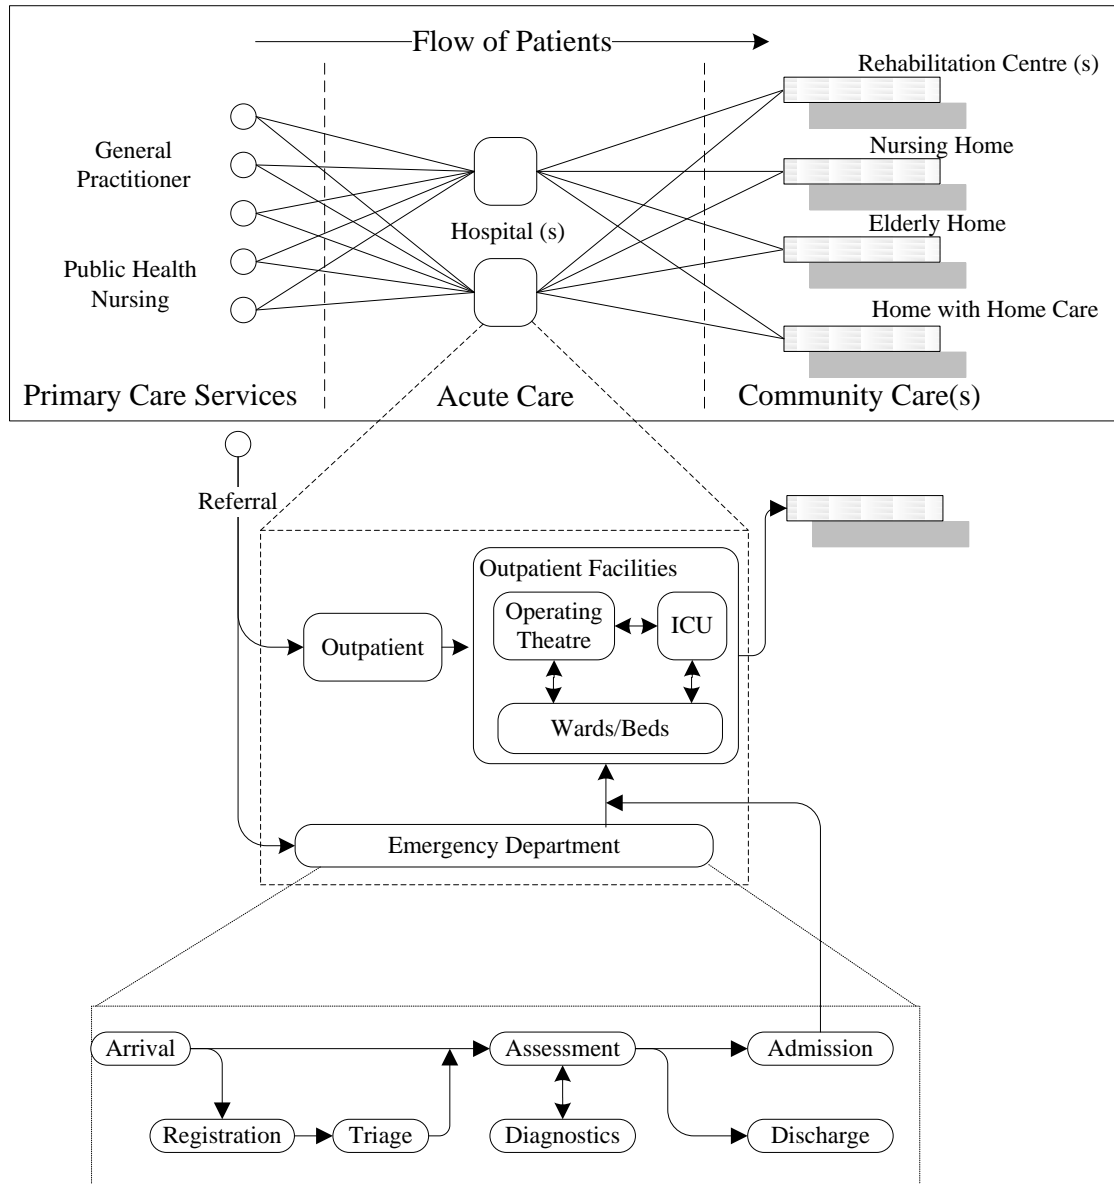 Flow of Patients
Rehabilitation Centre (s)
General
Practitioner
Nursing Home
Hospital (s)
Elderly Home
Public Health
Nursing
Home with Home Care
Primary Care Services
Acute Care
Community Care(s)
Referral
Outpatient Facilities
Operating
Theatre
ICU
Outpatient
Wards/Beds
Emergency Department
Arrival
Assessment
Admission
Registration
Triage
Diagnostics
Discharge